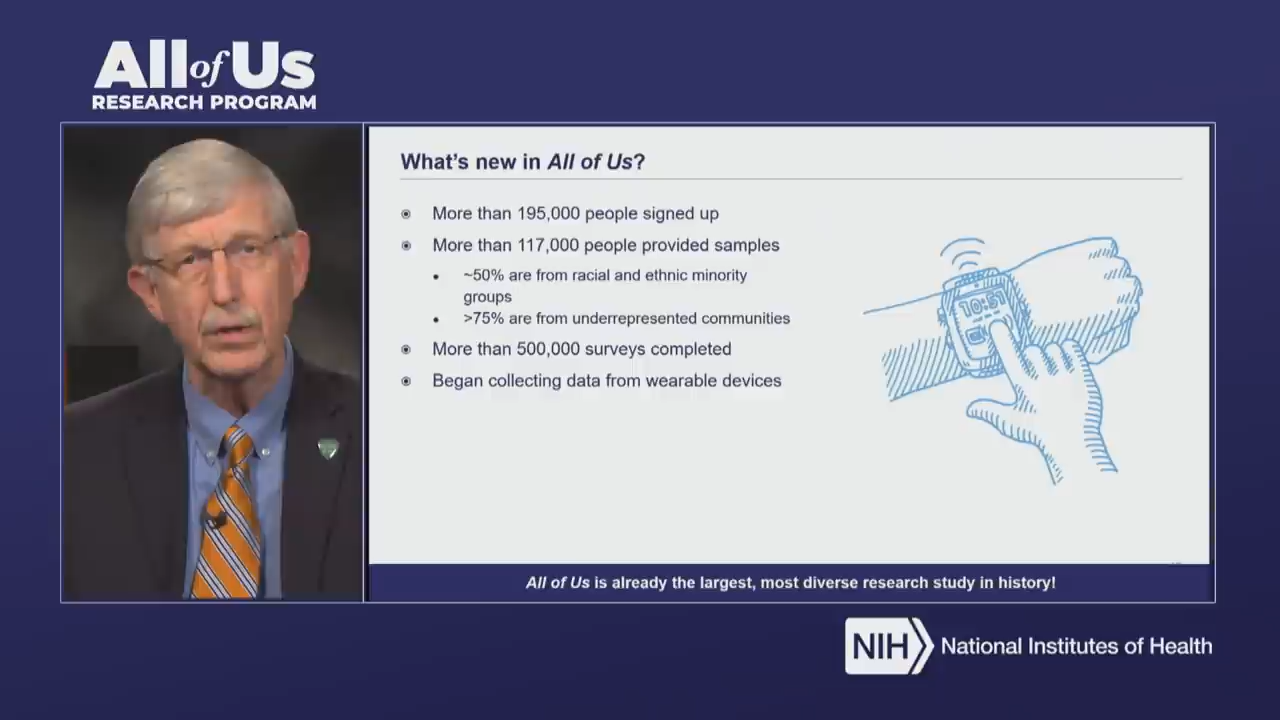 All of Us
RESEARCH PROGRAM
What's new in All of Us?
More than 195,000 people signed up
More than 117,000 people provided samples
~50% are from racial and ethnic minority
groups
>75% are from underrepresented communities
More than 500,000 surveys completed
Began collecting data from wearable devices
10:51
All of Us is already the largest, most diverse research study in history!
NIH National Institutes of Health